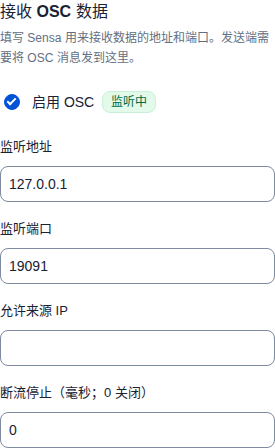 接收 OSC 数据
填写 Sensa 用来接收数据的地址和端口。发送端需
要将 OSC 消息发到这里。
启用 OSC 监听中
监听地址
127.0.0.1
监听端口
19091
允许来源 IP
断流停止（毫秒；0 关闭）
0